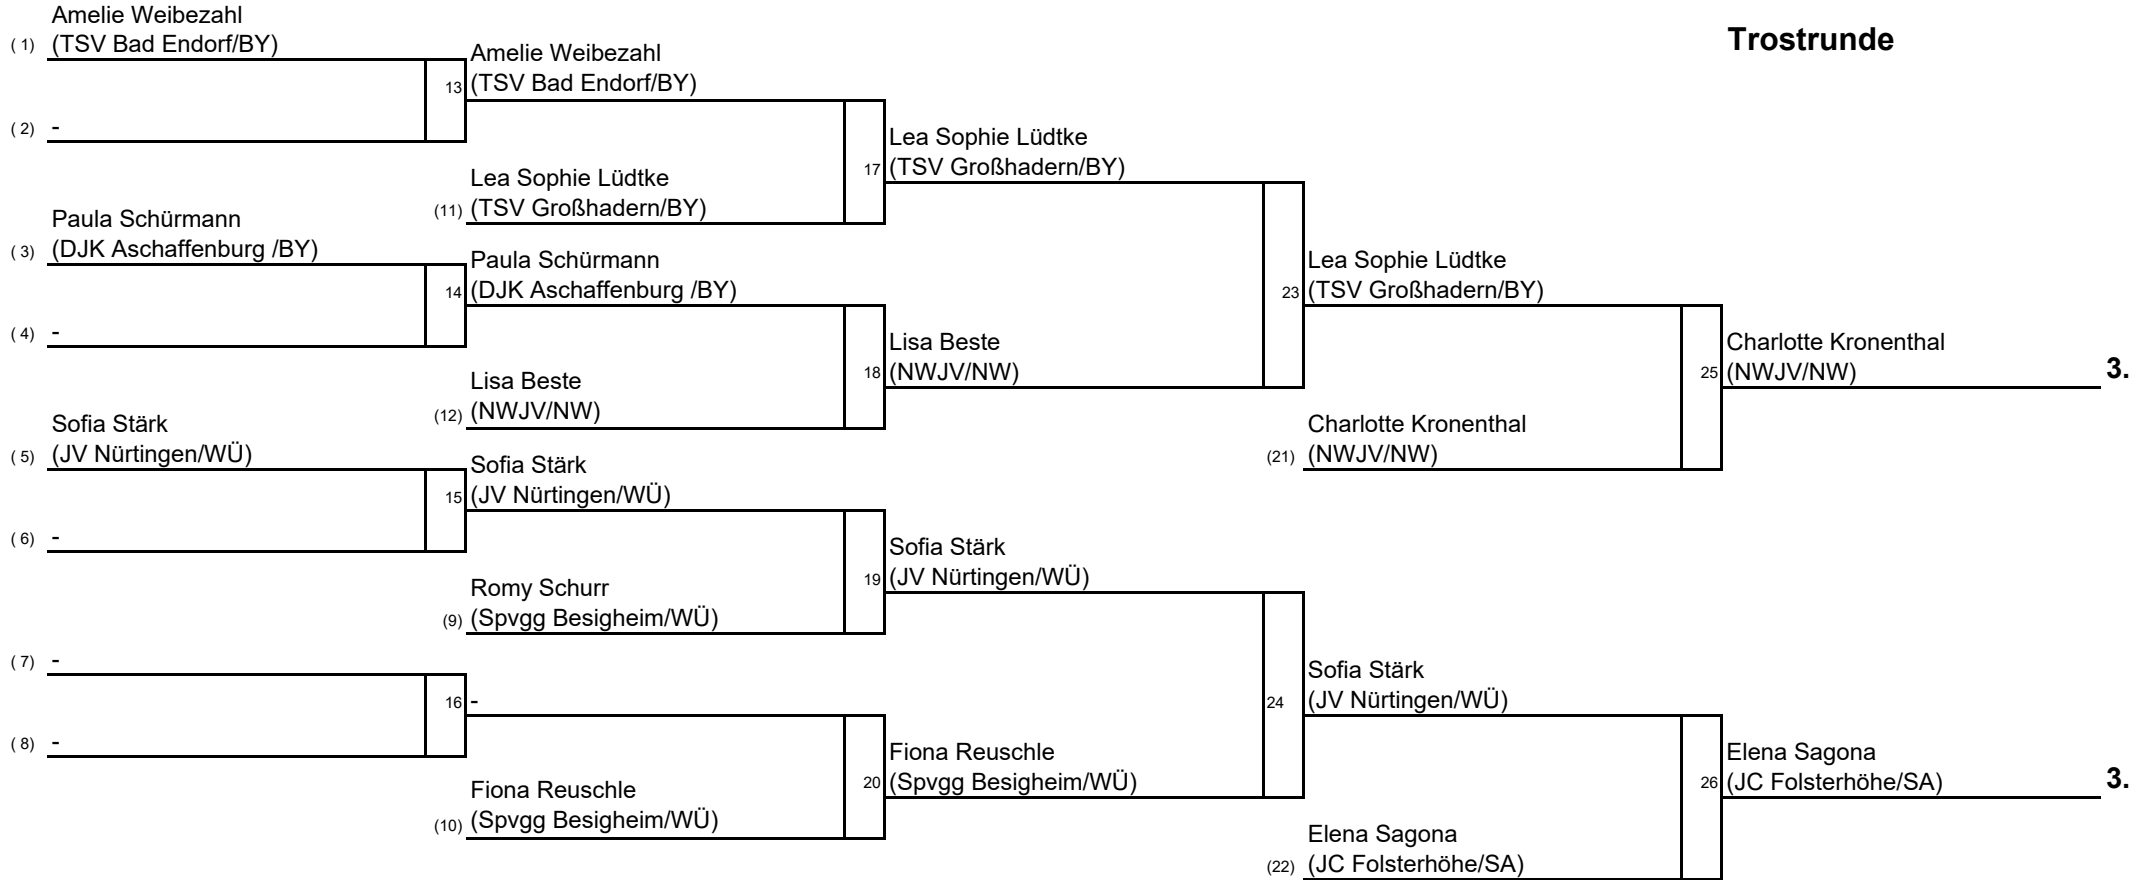 Trostrunde
Amelie Weibezahl
( 1) (TSV Bad Endorf/BY)
( 2) -
Paula Schürmann
( 3) (DJK Aschaffenburg /BY)
( 4) -
Sofia Stärk
( 5) (JV Nürtingen/WÜ)
( 6) -
( 7) -
( 8) -
Amelie Weibezahl
13 (TSV Bad Endorf/BY)
Lea Sophie Lüdtke
(11) (TSV Großhadern/BY)
Paula Schürmann
14 (DJK Aschaffenburg /BY)
Lisa Beste
(12) (NWJV/NW)
Sofia Stärk
15 (JV Nürtingen/WÜ)
Romy Schurr
(9) (Spvgg Besigheim/WÜ)
16 -
Fiona Reuschle
(10) (Spvgg Besigheim/WÜ)
Lea Sophie Lüdtke
17 (TSV Großhadern/BY)
Lisa Beste
18 (NWJV/NW)
Sofia Stärk
19 (JV Nürtingen/WÜ)
Fiona Reuschle
20 (Spvgg Besigheim/WÜ)
Lea Sophie Lüdtke
23 (TSV Großhadern/BY)
Charlotte Kronenthal
(21) (NWJV/NW)
Sofia Stärk
24 (JV Nürtingen/WÜ)
Elena Sagona
(22) (JC Folsterhöhe/SA)
Charlotte Kronenthal
25 (NWJV/NW) 3.
Elena Sagona
26 (JC Folsterhöhe/SA) 3.